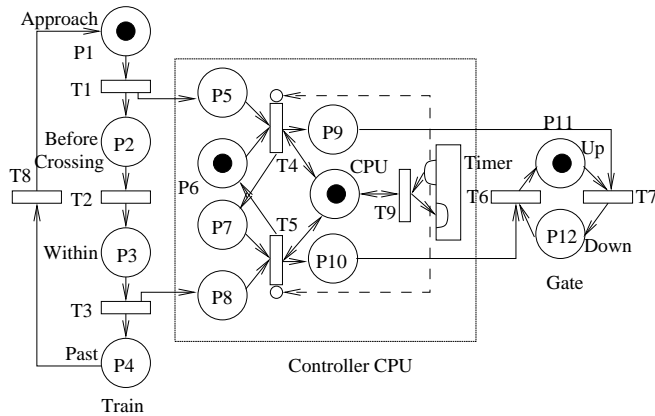 Approach
P1
T1
P5
P2
Before
Crossing
T8
P6
T2
P9
T4
CPU
Timer
P11
Up
T6
T7
T9
P7
T5
Within
P3
P10
P12
Down
P8
T3
Gate
Past
P4
Controller CPU
Train